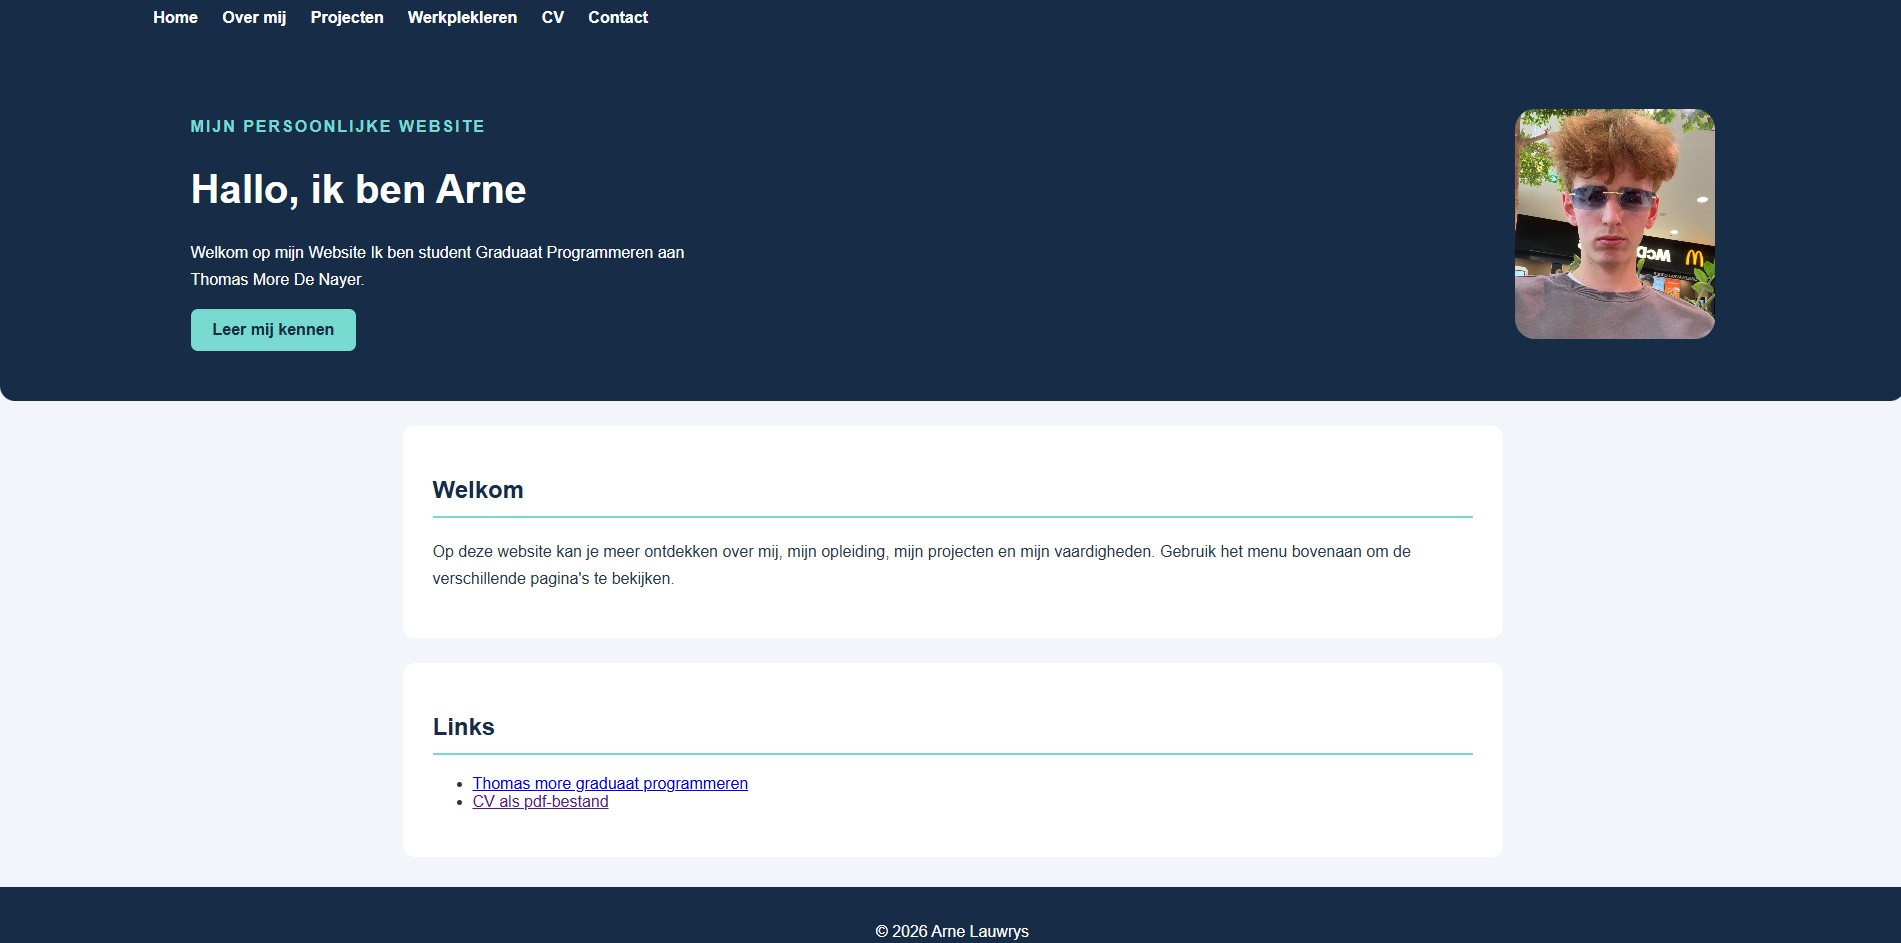 Home Over mij Projecten Werkplekleren CV Contact
MIJN PERSOONLIJKE WEBSITE
Hallo, ik ben Arne
Welkom op mijn Website Ik ben student Graduaat Programmeren aan
Thomas More De Nayer.
Leer mij kennen
McD
Welkom
Op deze website kan je meer ontdekken over mij, mijn opleiding, mijn projecten en mijn vaardigheden. Gebruik het menu bovenaan om de
verschillende pagina's te bekijken.
Links
Thomas more graduaat programmeren
CV als pdf-bestand
© 2026 Arne Lauwrys